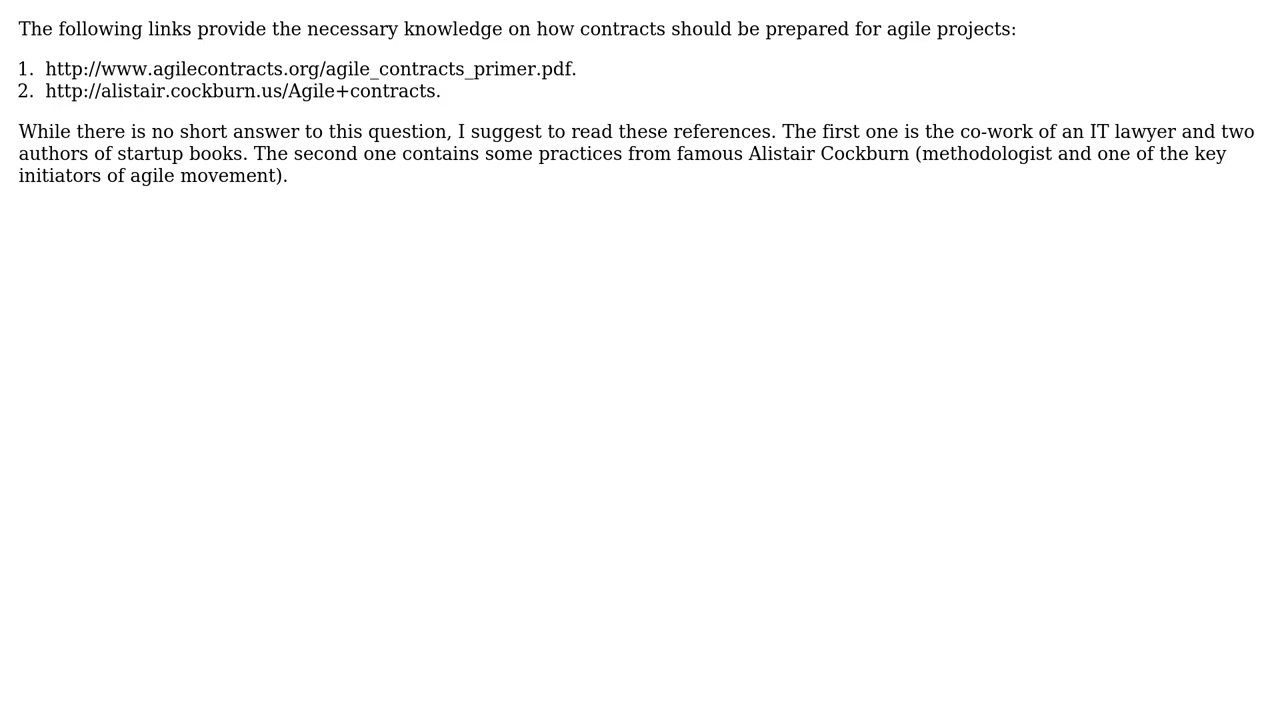 The following links provide the necessary knowledge on how contracts should be prepared for agile projects:
1. http://www.agilecontracts.org/agile_contracts_primer.pdf.
2. http://alistair.cockburn.us/Agile+contracts.
While there is no short answer to this question, I suggest to read these references. The first one is the co-work of an IT lawyer and two
authors of startup books. The second one contains some practices from famous Alistair Cockburn (methodologist and one of the key
initiators of agile movement).